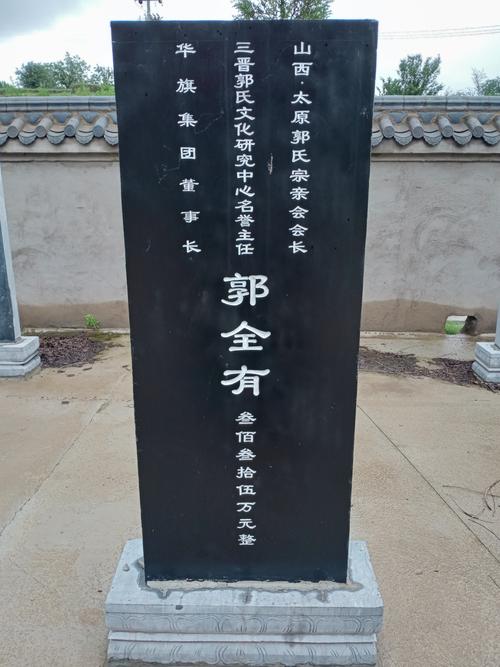 山西·太原郭氏宗亲会会长
三晋郭氏文化研究中心名誉主任
华旗集团董事长
郭全有
叁佰叁拾伍万元整